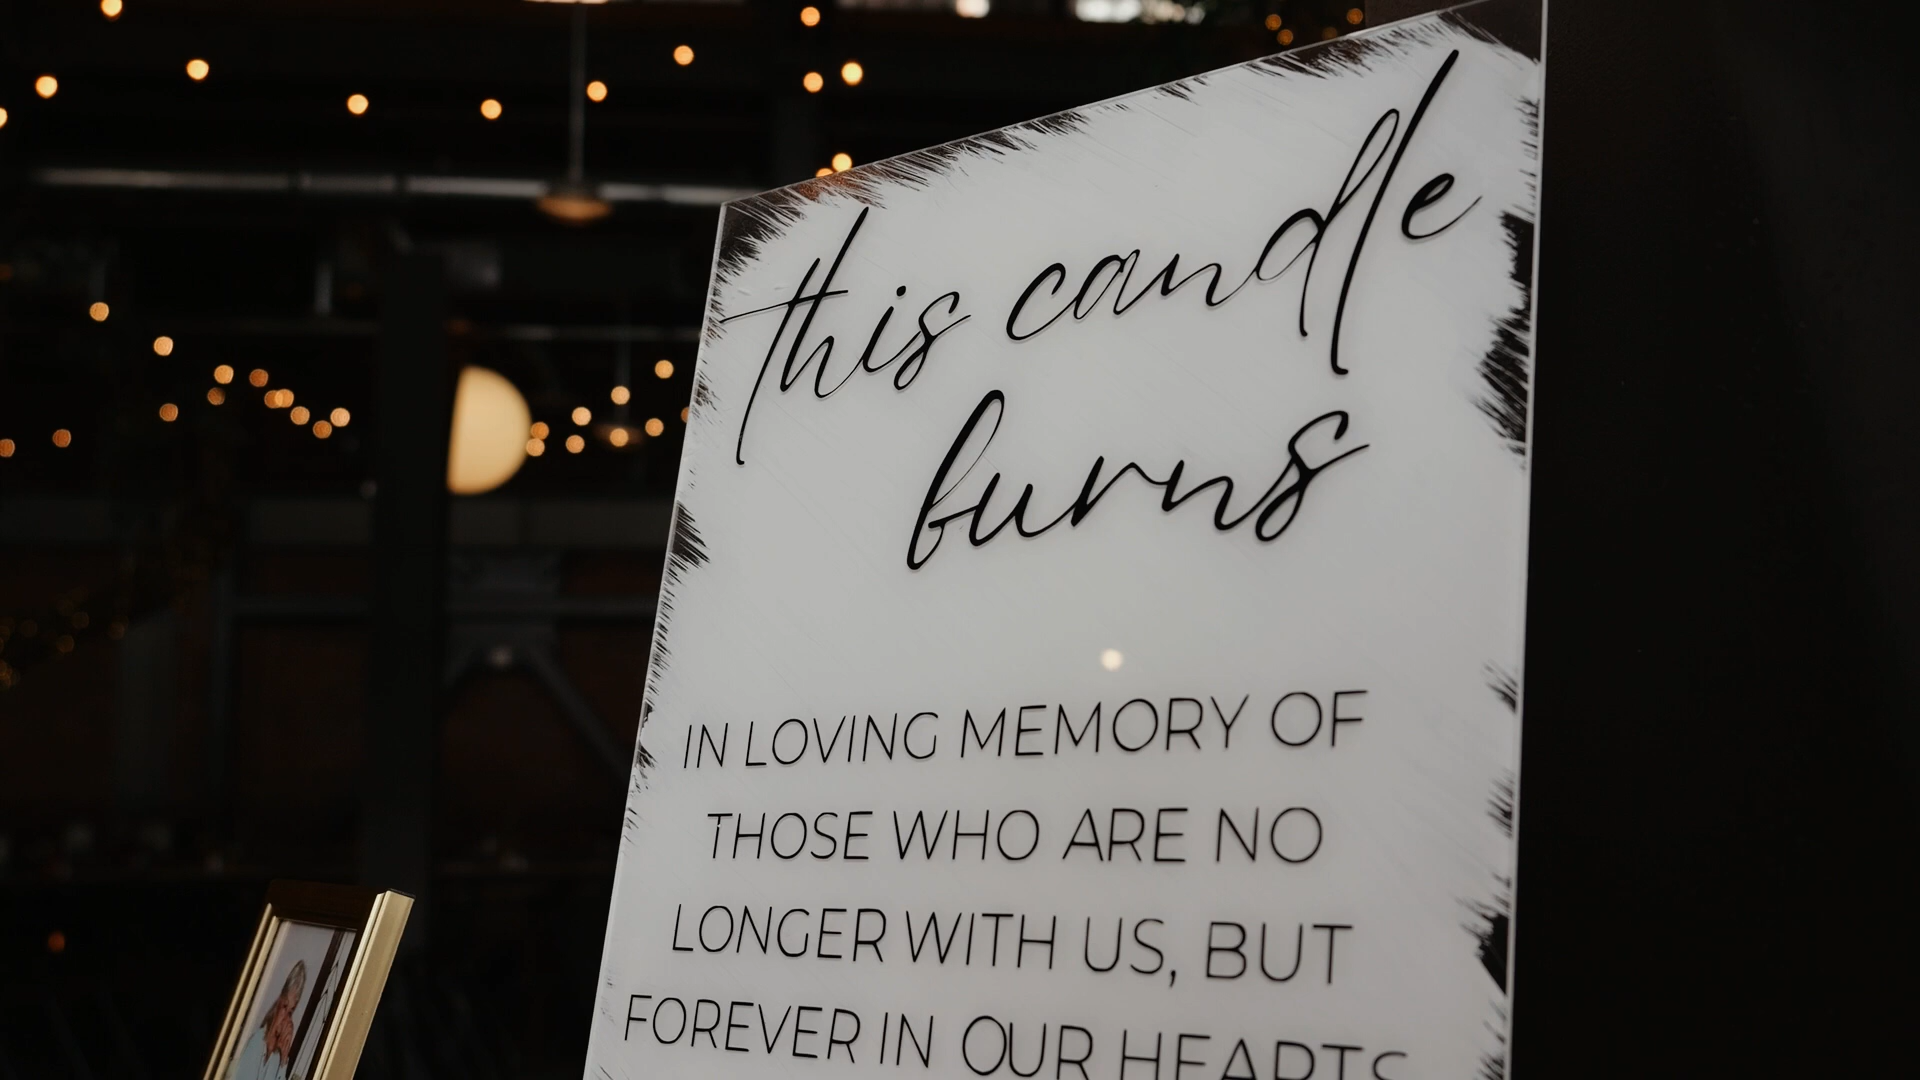 this candle
burns
IN LOVING MEMORY OF
THOSE WHO ARE NO
LONGER WITH US, BUT
FOREVER IN OUR HEARTS